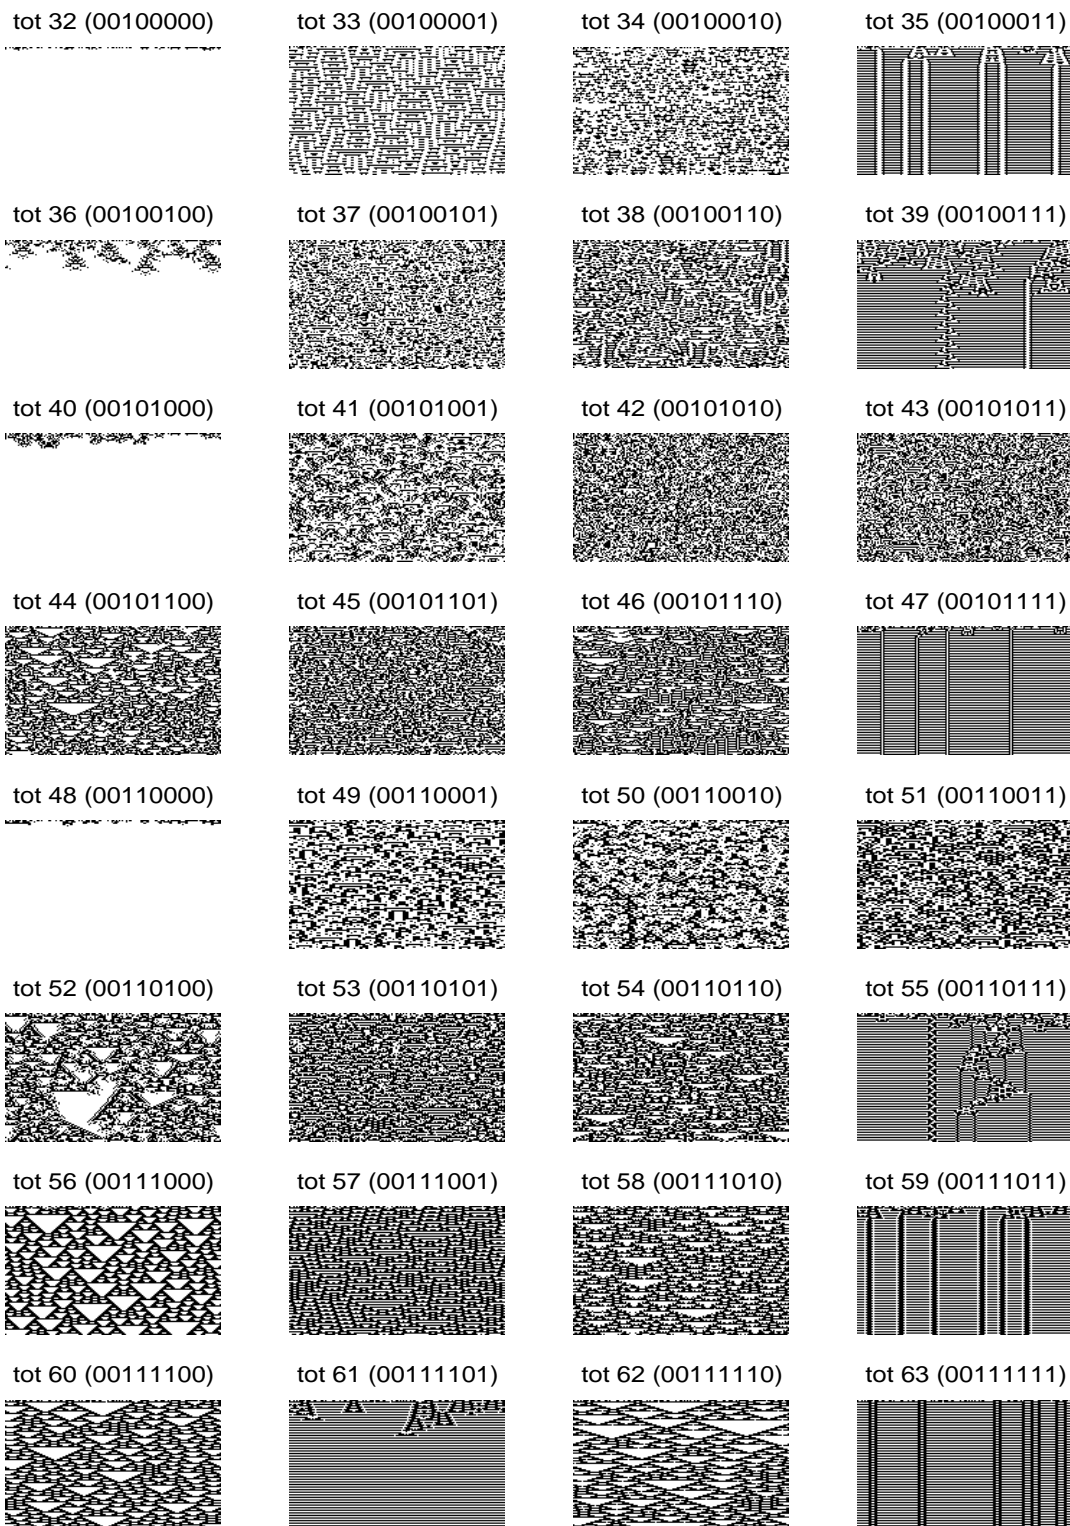 tot 32 (00100000) tot 33 (00100001) tot 34 (00100010) tot 35 (00100011)
tot 36 (00100100) tot 37 (00100101) tot 38 (00100110) tot 39 (00100111)
tot 40 (00101000) tot 41 (00101001) tot 42 (00101010) tot 43 (00101011)
tot 44 (00101100) tot 45 (00101101) tot 46 (00101110) tot 47 (00101111)
tot 48 (00110000) tot 49 (00110001) tot 50 (00110010) tot 51 (00110011)
tot 52 (00110100) tot 53 (00110101) tot 54 (00110110) tot 55 (00110111)
tot 56 (00111000) tot 57 (00111001) tot 58 (00111010) tot 59 (00111011)
tot 60 (00111100) tot 61 (00111101) tot 62 (00111110) tot 63 (00111111)